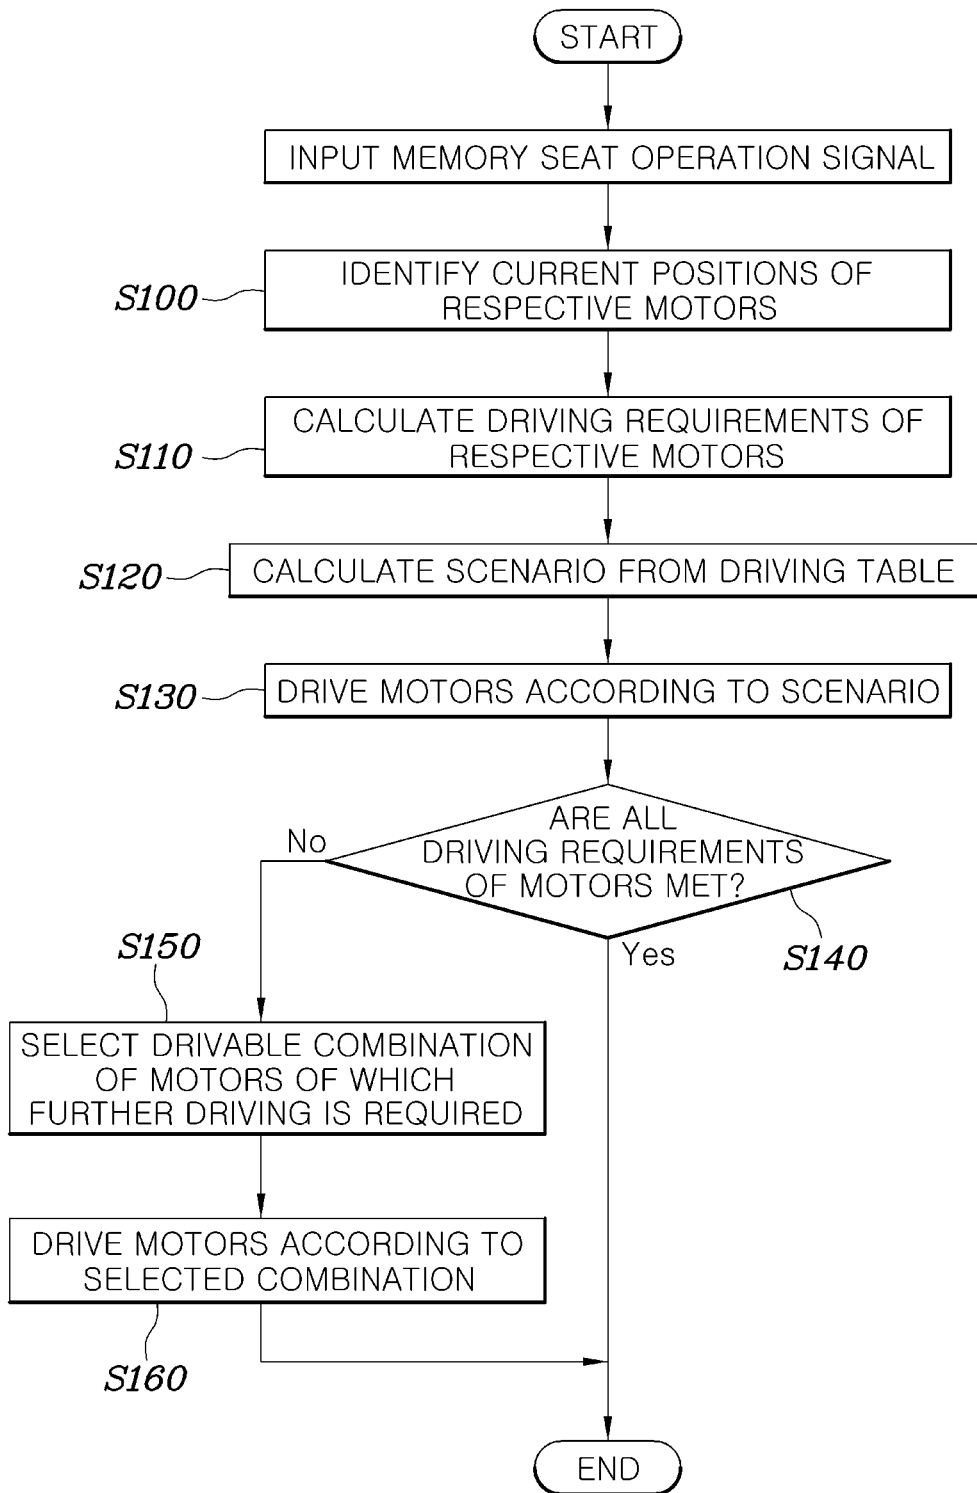 START
INPUT MEMORY SEAT OPERATION SIGNAL
S100
IDENTIFY CURRENT POSITIONS OF
RESPECTIVE MOTORS
S110
CALCULATE DRIVING REQUIREMENTS OF
RESPECTIVE MOTORS
S120
CALCULATE SCENARIO FROM DRIVING TABLE
S130
DRIVE MOTORS ACCORDING TO SCENARIO
ARE ALL
DRIVING REQUIREMENTS
OF MOTORS MET?
No
Yes
S140
S150
SELECT DRIVABLE COMBINATION
OF MOTORS OF WHICH
FURTHER DRIVING IS REQUIRED
DRIVE MOTORS ACCORDING TO
SELECTED COMBINATION
S160
END